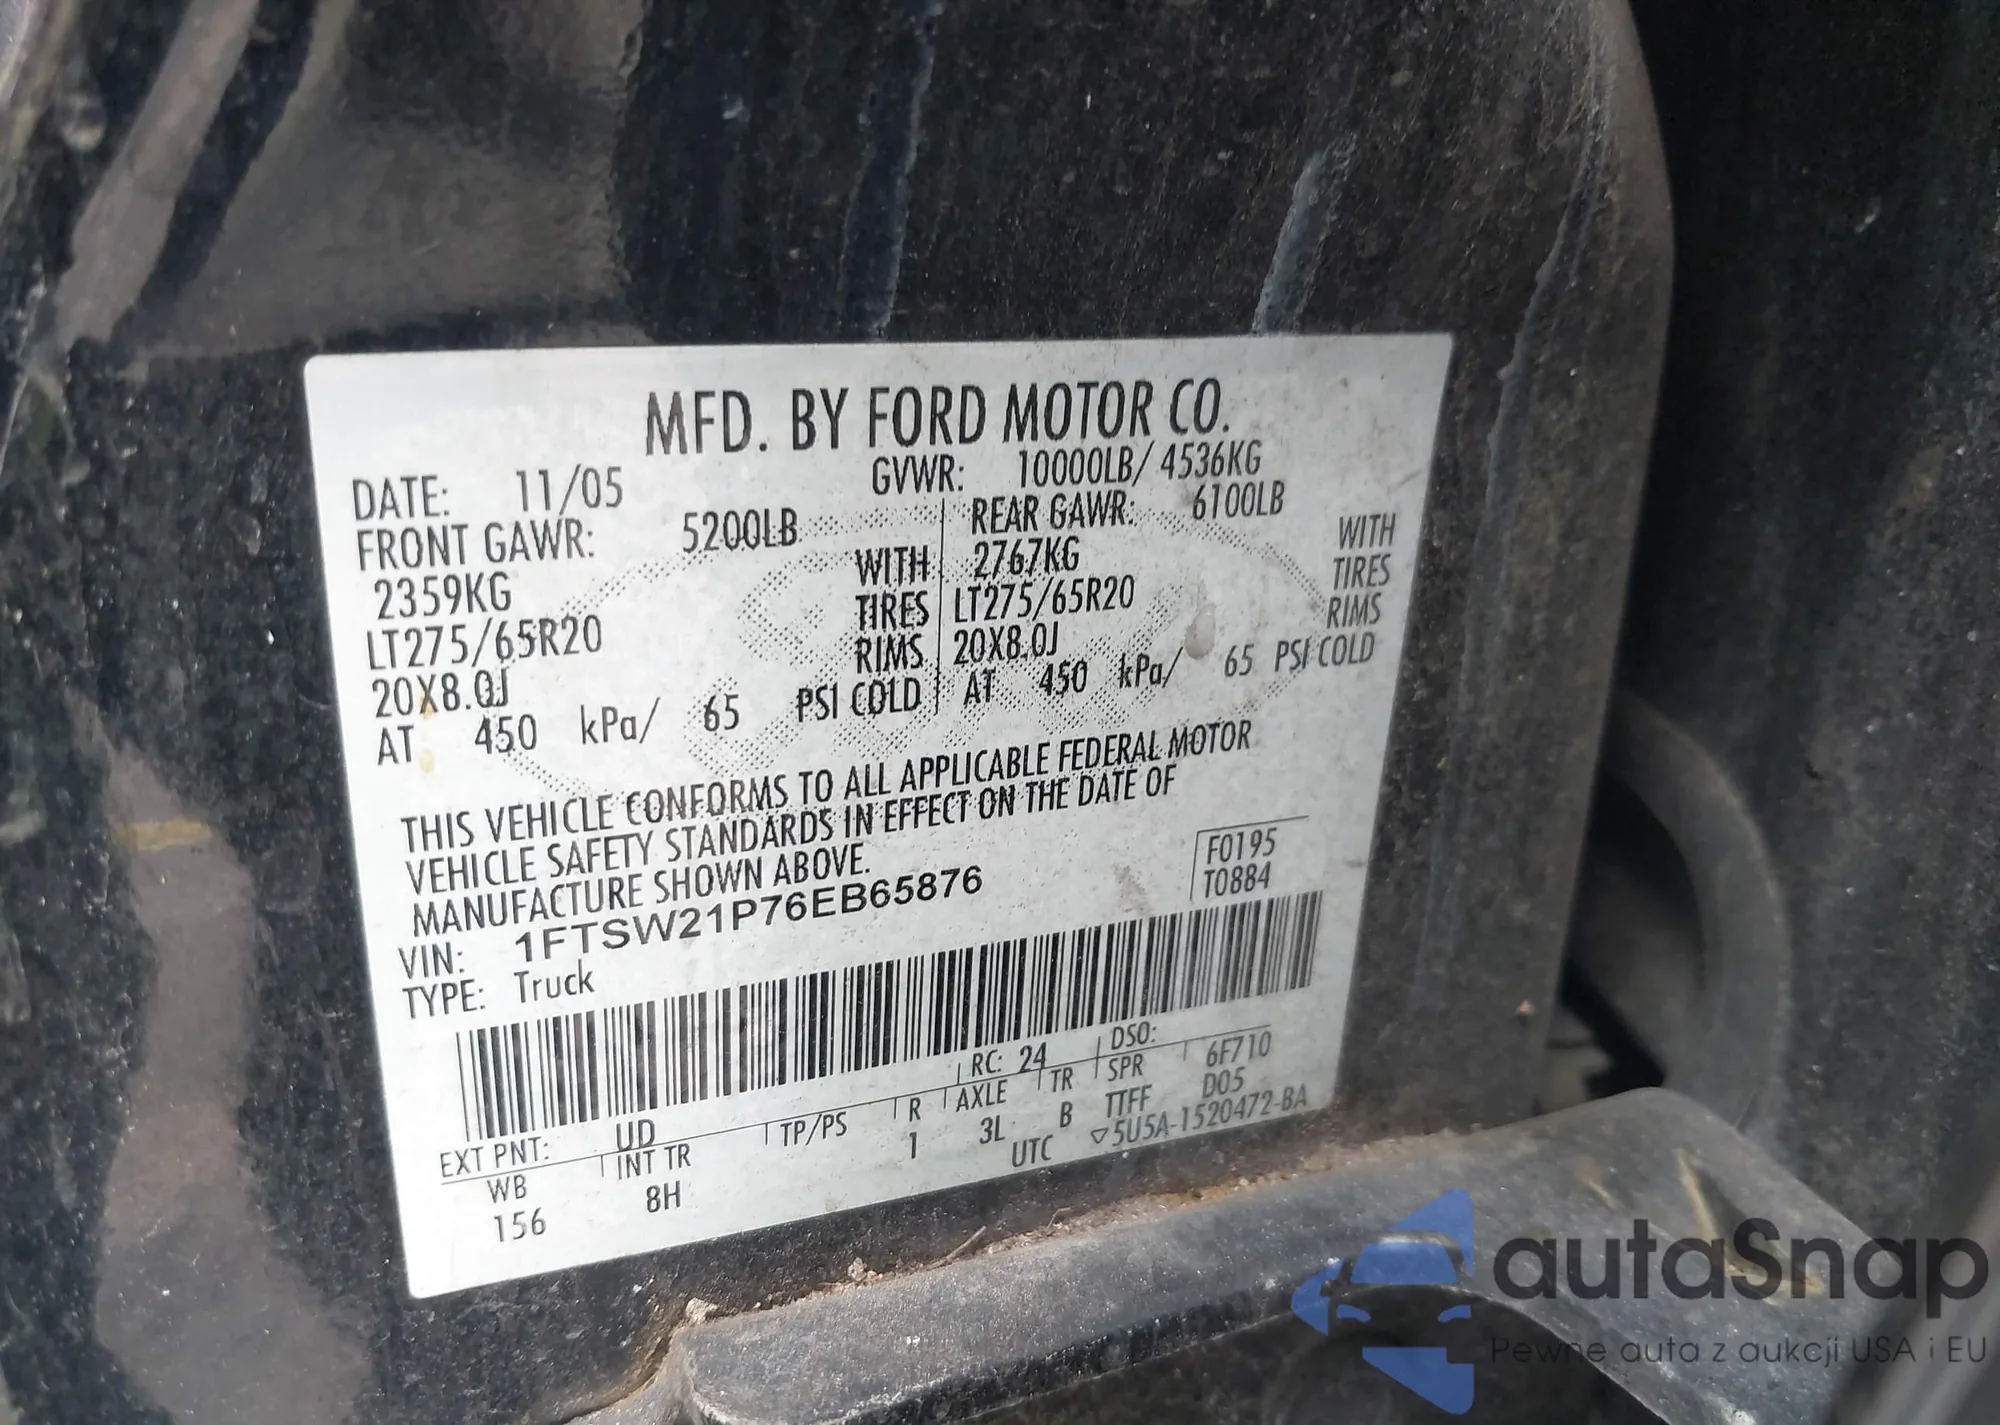 MFD. BY FORD MOTOR CO.
DATE: 11/05 GVWR: 10000LB/ 4536KG
FRONT GAWR: 5200LB REAR GAWR: 6100LB
2359KG WITH 2767KG WITH
LT275/65R20 TIRES LT275/65R20 TIRES
20X8.0J RIMS 20X8.0J RIMS
AT 450 kPa/ 65 PSI COLD AT 450 kPa/ 65 PSI COLD
THIS VEHICLE CONFORMS TO ALL APPLICABLE FEDERAL MOTOR
VEHICLE SAFETY STANDARDS IN EFFECT ON THE DATE OF
MANUFACTURE SHOWN ABOVE.
VIN: 1FTSW21P76EB65876
F0195
T0884
TYPE: Truck
EXT PNT: UD RC: 24 DSO:
WB INT TR TP/PS R AXLE TR SPR 6F710
156 8H 1 3L B TTFF D05
UTC ▽5U5A-1520472-BA
autaSnap
Pewne auta z aukcji USA i EU